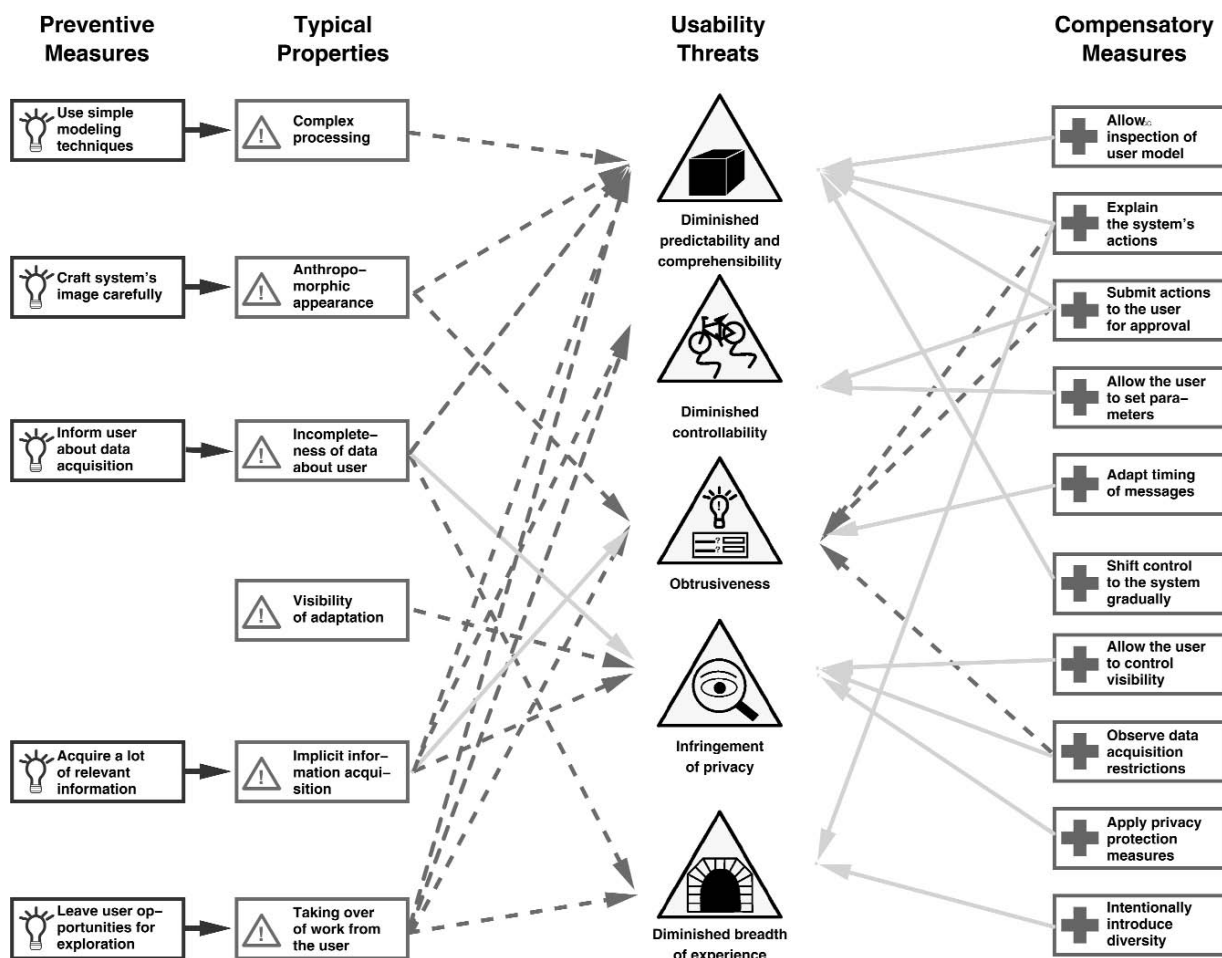 Preventive
Measures
Typical
Properties
Usability
Threats
Compensatory
Measures
Use simple
modeling
techniques
Craft system's
image carefully
Inform user
about data
acquisition
Acquire a lot
of relevant
information
Leave user op-
portunities for
exploration
!
Complex
processing
!
Anthropo-
morphic
appearance
!
Incomplete-
ness of data
about user
!
Visibility
of adaptation
!
Implicit infor-
mation acqui-
sition
!
Taking over
of work from
the user
Diminished
predictability and
comprehensibility
Diminished
controllability
!
?
?
Obtrusiveness
Infringement
of privacy
Diminished breadth
of experience
Allow
inspection of
user model
Explain
the system's
actions
Submit actions
to the user
for approval
Allow the user
to set para-
meters
Adapt timing
of messages
Shift control
to the system
gradually
Allow the user
to control
visibility
Observe data
acquisition
restrictions
Apply privacy
protection
measures
Intentionally
introduce
diversity